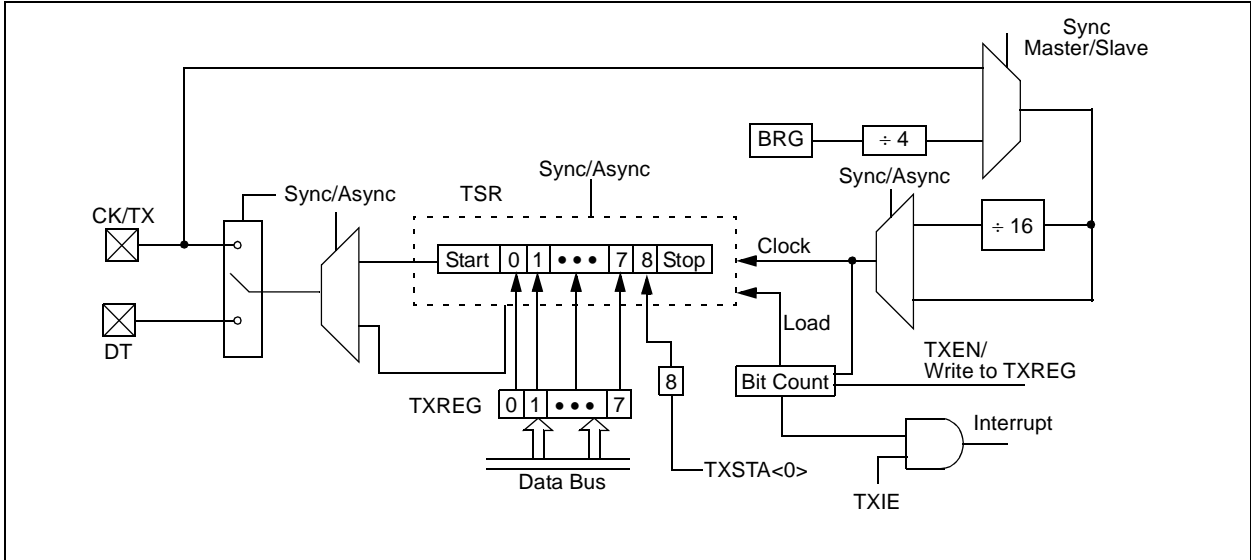 Sync
Master/Slave
BRG
÷ 4
Sync/Async
Sync/Async
Sync/Async
TSR
CK/TX
÷ 16
Clock
Start 0 1 ••• 7 8 Stop
Load
DT
TXEN/
Write to TXREG
8
Bit Count
TXREG 0 1 ••• 7
Interrupt
TXSTA<0>
Data Bus
TXIE